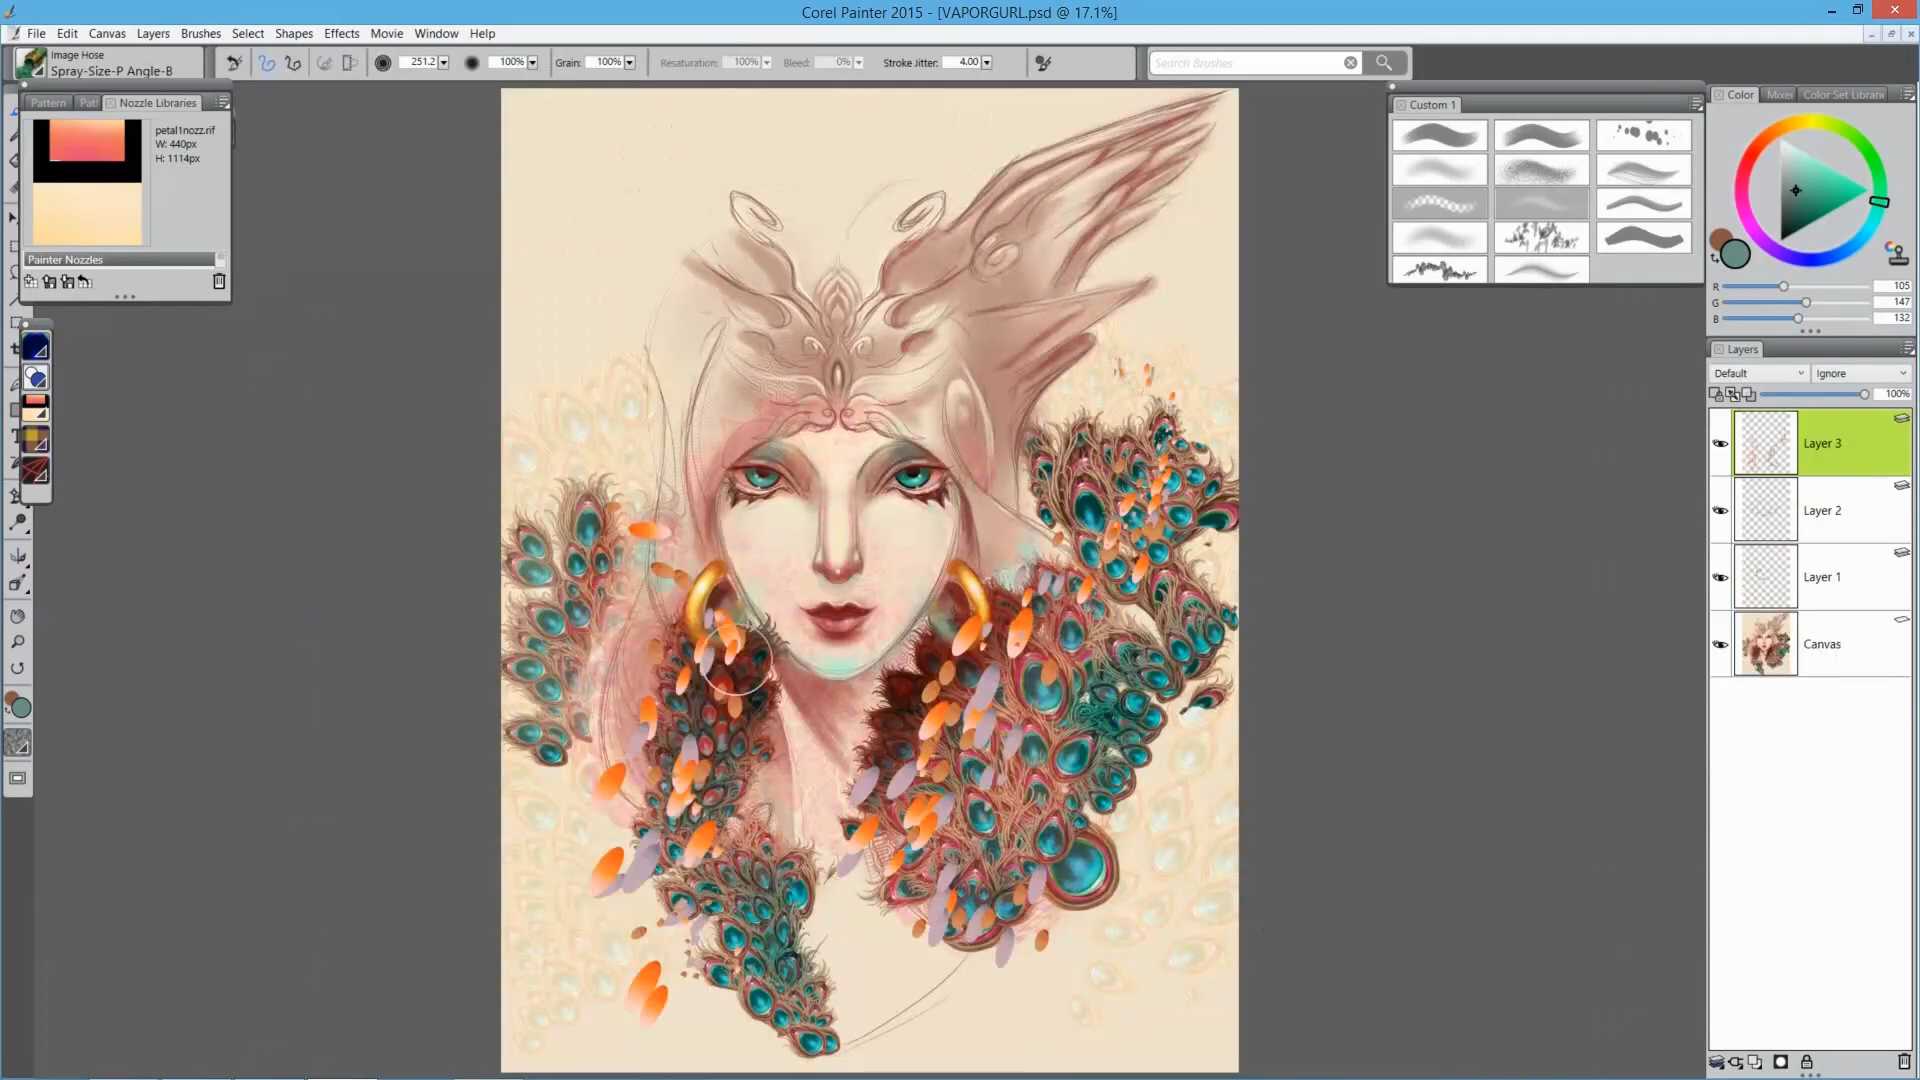 Corel Painter 2015 - [VAPORGURL.psd @ 17.1%]
File Edit Canvas Layers Brushes Select Shapes Effects Movie Window Help
Image Hose
Spray-Size-P Angle-B
251.2
100%
Grain: 100%
Resaturation: 100%
Bleed: 0%
Stroke Jitter: 4.00
Search Brushes
Pattern
Nozzle Libraries
petal1nozz.rif
W: 440px
H: 1114px
Painter Nozzles
Custom 1
Color
Mixer
R 105
G 147
B 132
Layers
Default
Ignore
100%
Layer 3
Layer 2
Layer 1
Canvas